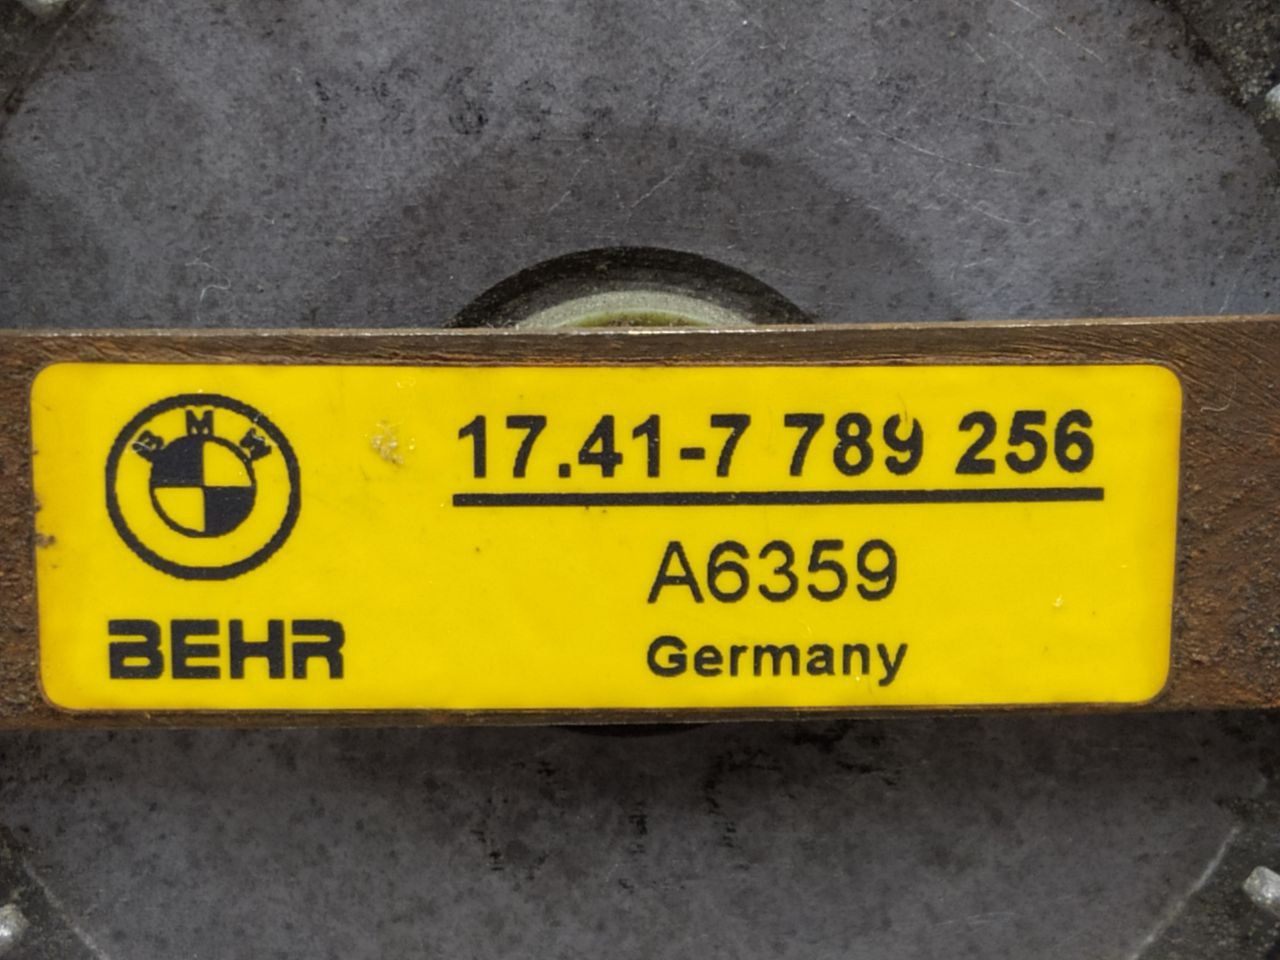 BMW
17.41-7 789 256
A6359
BEHR
Germany